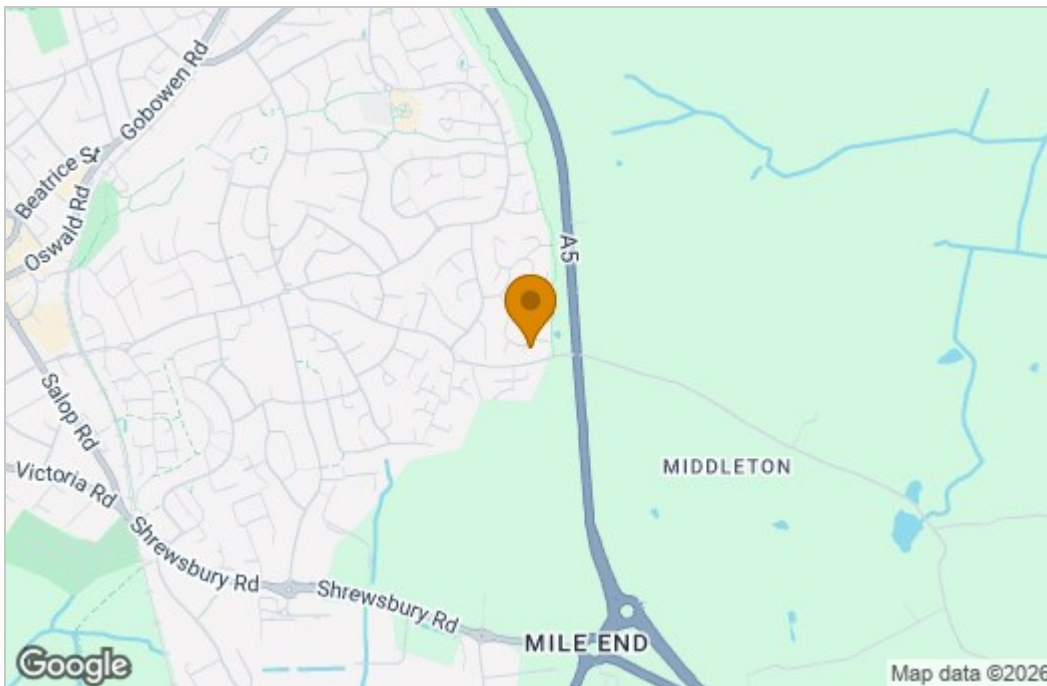 Gobowen Rd
Beatrice St
Oswald Rd
A5
Salop Rd
MIDDLETON
Victoria Rd
Shrewsbury Rd
Shrewsbury Rd
MILE END
Google
Map data ©2026